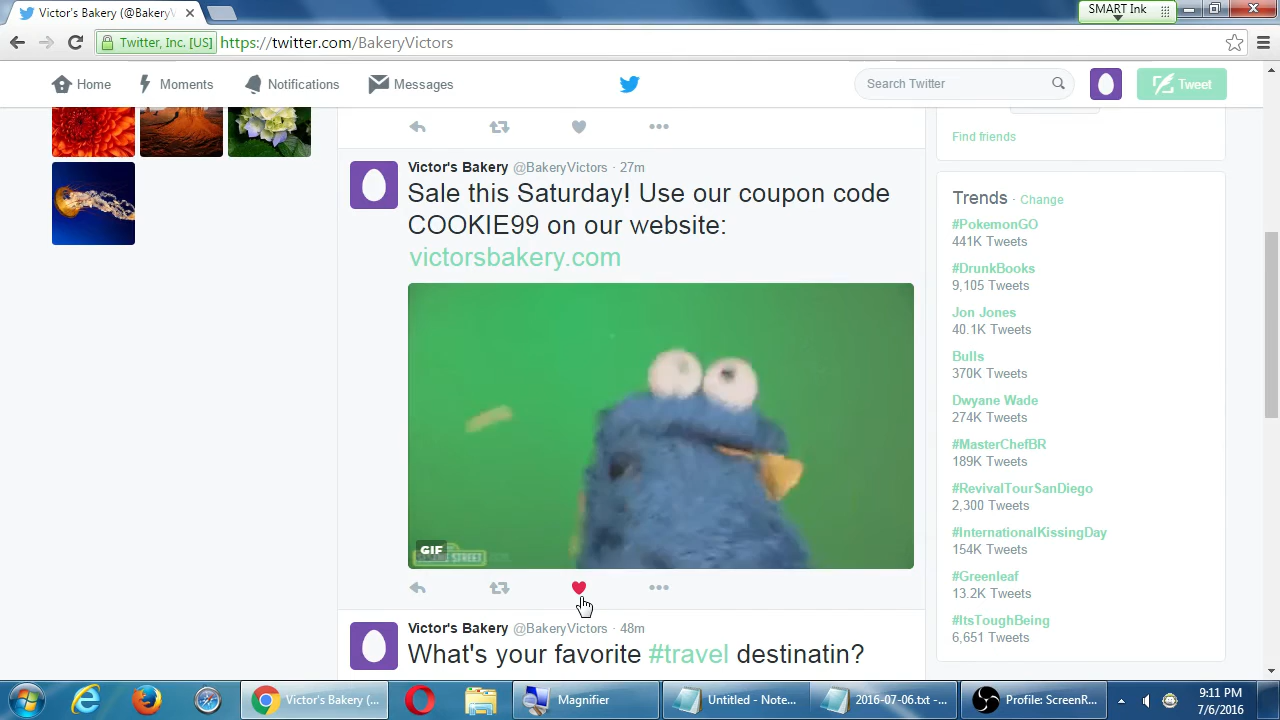 Victor's Bakery (@BakeryV
SMART Ink
Twitter, Inc. [US]
https://twitter.com/BakeryVictors
Home
Moments
Notifications
Messages
Search Twitter
Tweet
Find friends
Victor's Bakery @BakeryVictors · 27m
Sale this Saturday! Use our coupon code
COOKIE99 on our website:
victorsbakery.com
GIF
SESAME STREET
Victor's Bakery @BakeryVictors · 48m
What's your favorite #travel destinatin?
Trends · Change
#PokemonGO
441K Tweets
#DrunkBooks
9,105 Tweets
Jon Jones
40.1K Tweets
Bulls
370K Tweets
Dwyane Wade
274K Tweets
#MasterChefBR
189K Tweets
#RevivalTourSanDiego
2,300 Tweets
#InternationalKissingDay
154K Tweets
#Greenleaf
13.2K Tweets
#ItsToughBeing
6,651 Tweets
Victor's Bakery (...
Magnifier
Untitled - Note...
2016-07-06.txt -...
Profile: ScreenR...
9:11 PM
7/6/2016